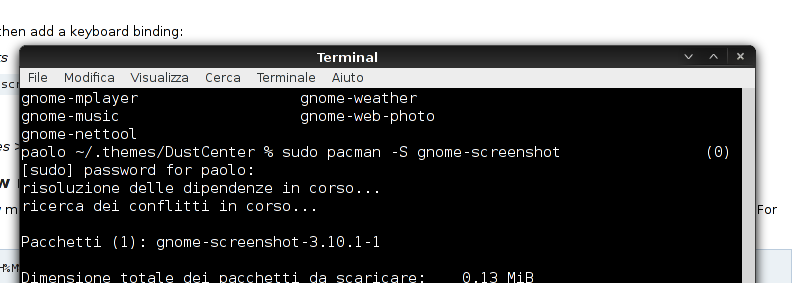 then add a keyboard binding:
Terminal
File Modifica Visualizza Cerca Terminale Aiuto
gnome-mplayer gnome-weather
gnome-music gnome-web-photo
gnome-nettool
paolo ~/.themes/DustCenter % sudo pacman -S gnome-screenshot (0)
[sudo] password for paolo:
risoluzione delle dipendenze in corso...
ricerca dei conflitti in corso...
For
Pacchetti (1): gnome-screenshot-3.10.1-1
Dimensione totale dei pacchetti da scaricare: 0.13 MiB